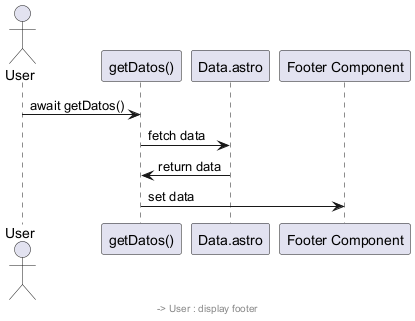 User
getDatos()
Data.astro
Footer Component
await getDatos()
fetch data
return data
set data
User
getDatos()
Data.astro
Footer Component
-> User : display footer